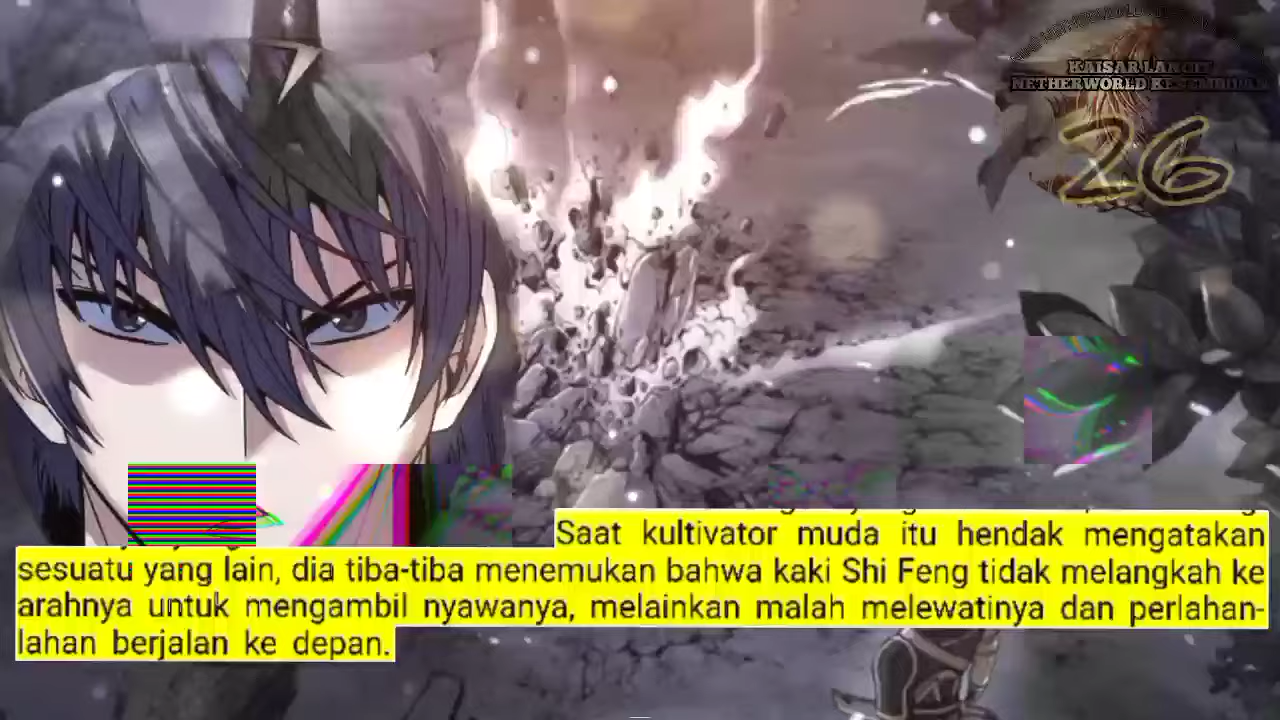 KAISAR LANGIT
NETHERWORLD KESEMBILAN
26
Saat kultivator muda itu hendak mengatakan
sesuatu yang lain, dia tiba-tiba menemukan bahwa kaki Shi Feng tidak melangkah ke
arahnya untuk mengambil nyawanya, melainkan malah melewatinya dan perlahan-
lahan berjalan ke depan.